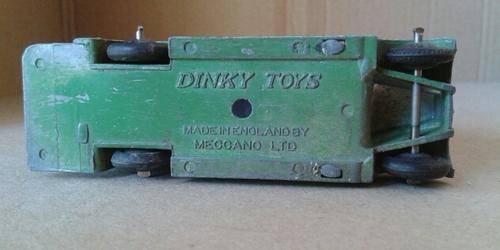 DINKY TOYS
MADE IN ENGLAND BY
MECCANO LTD